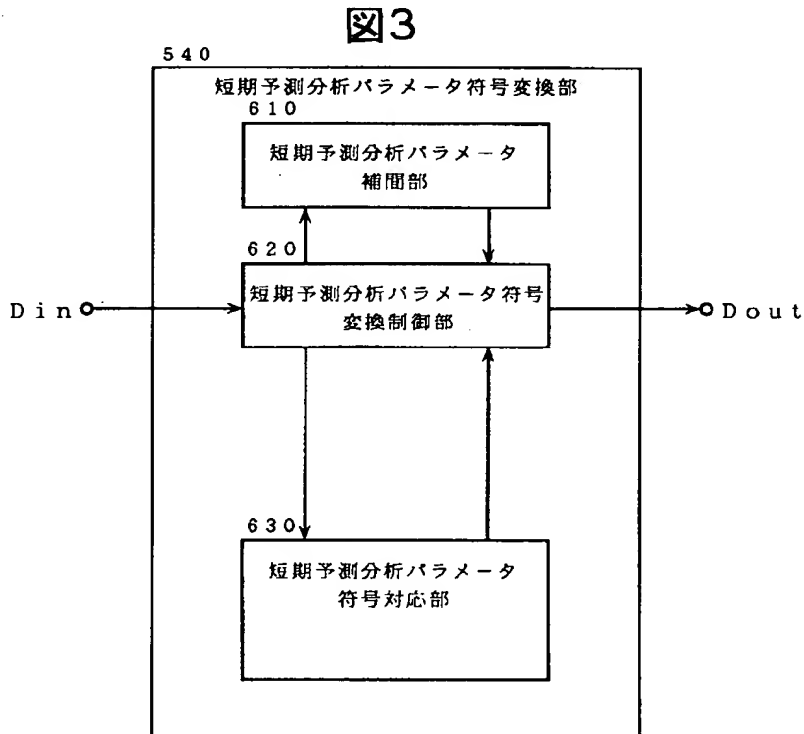 図3
540
短期予測分析パラメータ符号変換部
610
短期予測分析パラメータ
補間部
620
短期予測分析パラメータ符号
変換制御部
Din
Dout
630
短期予測分析パラメータ
符号対応部